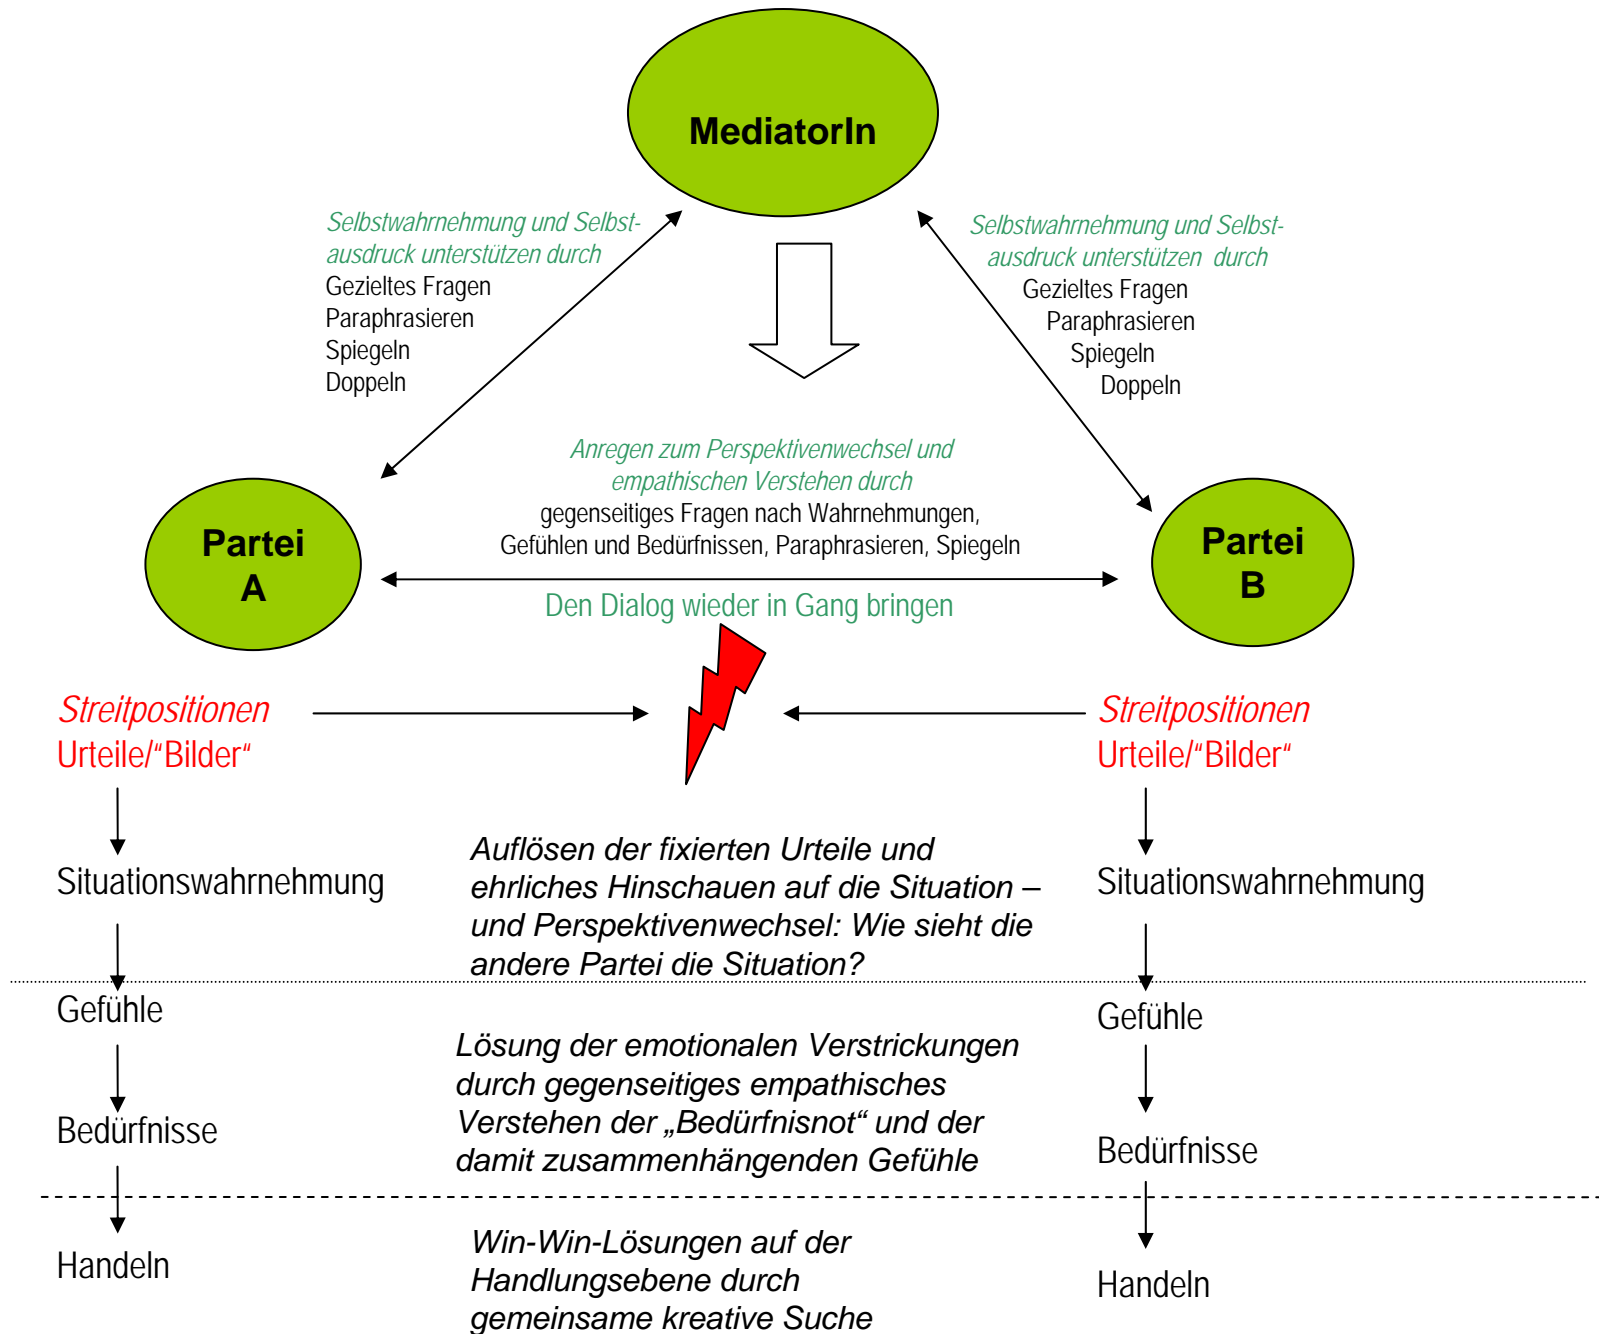 MediatorIn
Selbstwahrnehmung und Selbst-
ausdruck unterstützen durch
Gezieltes Fragen
Paraphrasieren
Spiegeln
Doppeln
Selbstwahrnehmung und Selbst-
ausdruck unterstützen durch
Gezieltes Fragen
Paraphrasieren
Spiegeln
Doppeln
Anregen zum Perspektivenwechsel und
empathischen Verstehen durch
gegenseitiges Fragen nach Wahrnehmungen,
Gefühlen und Bedürfnissen, Paraphrasieren, Spiegeln
Partei
A
Partei
B
Den Dialog wieder in Gang bringen
Streitpositionen
Urteile/“Bilder“
Streitpositionen
Urteile/“Bilder“
Situationswahrnehmung
Auflösen der fixierten Urteile und
ehrliches Hinschauen auf die Situation –
und Perspektivenwechsel: Wie sieht die
andere Partei die Situation?
Situationswahrnehmung
Gefühle
Gefühle
Lösung der emotionalen Verstrickungen
durch gegenseitiges empathisches
Verstehen der „Bedürfnisnot“ und der
damit zusammenhängenden Gefühle
Bedürfnisse
Bedürfnisse
Handeln
Win-Win-Lösungen auf der
Handlungsebene durch
gemeinsame kreative Suche
Handeln